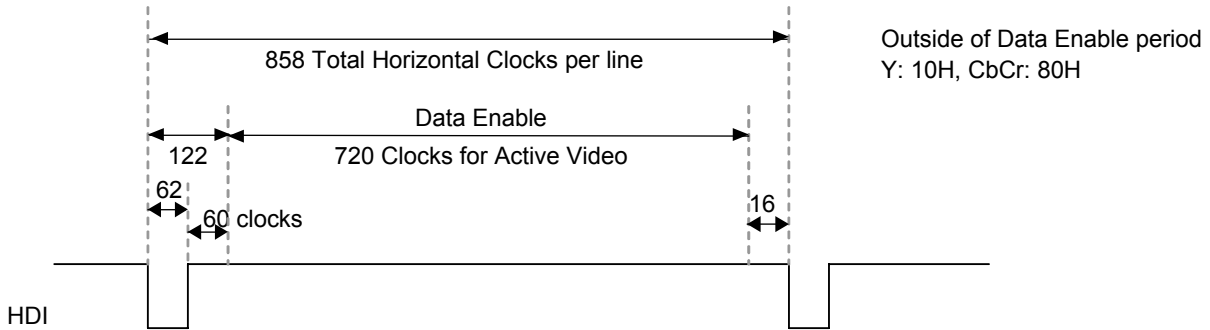 858 Total Horizontal Clocks per line
Outside of Data Enable period
Y: 10H, CbCr: 80H
Data Enable
122
720 Clocks for Active Video
62
60 clocks
16
HDI